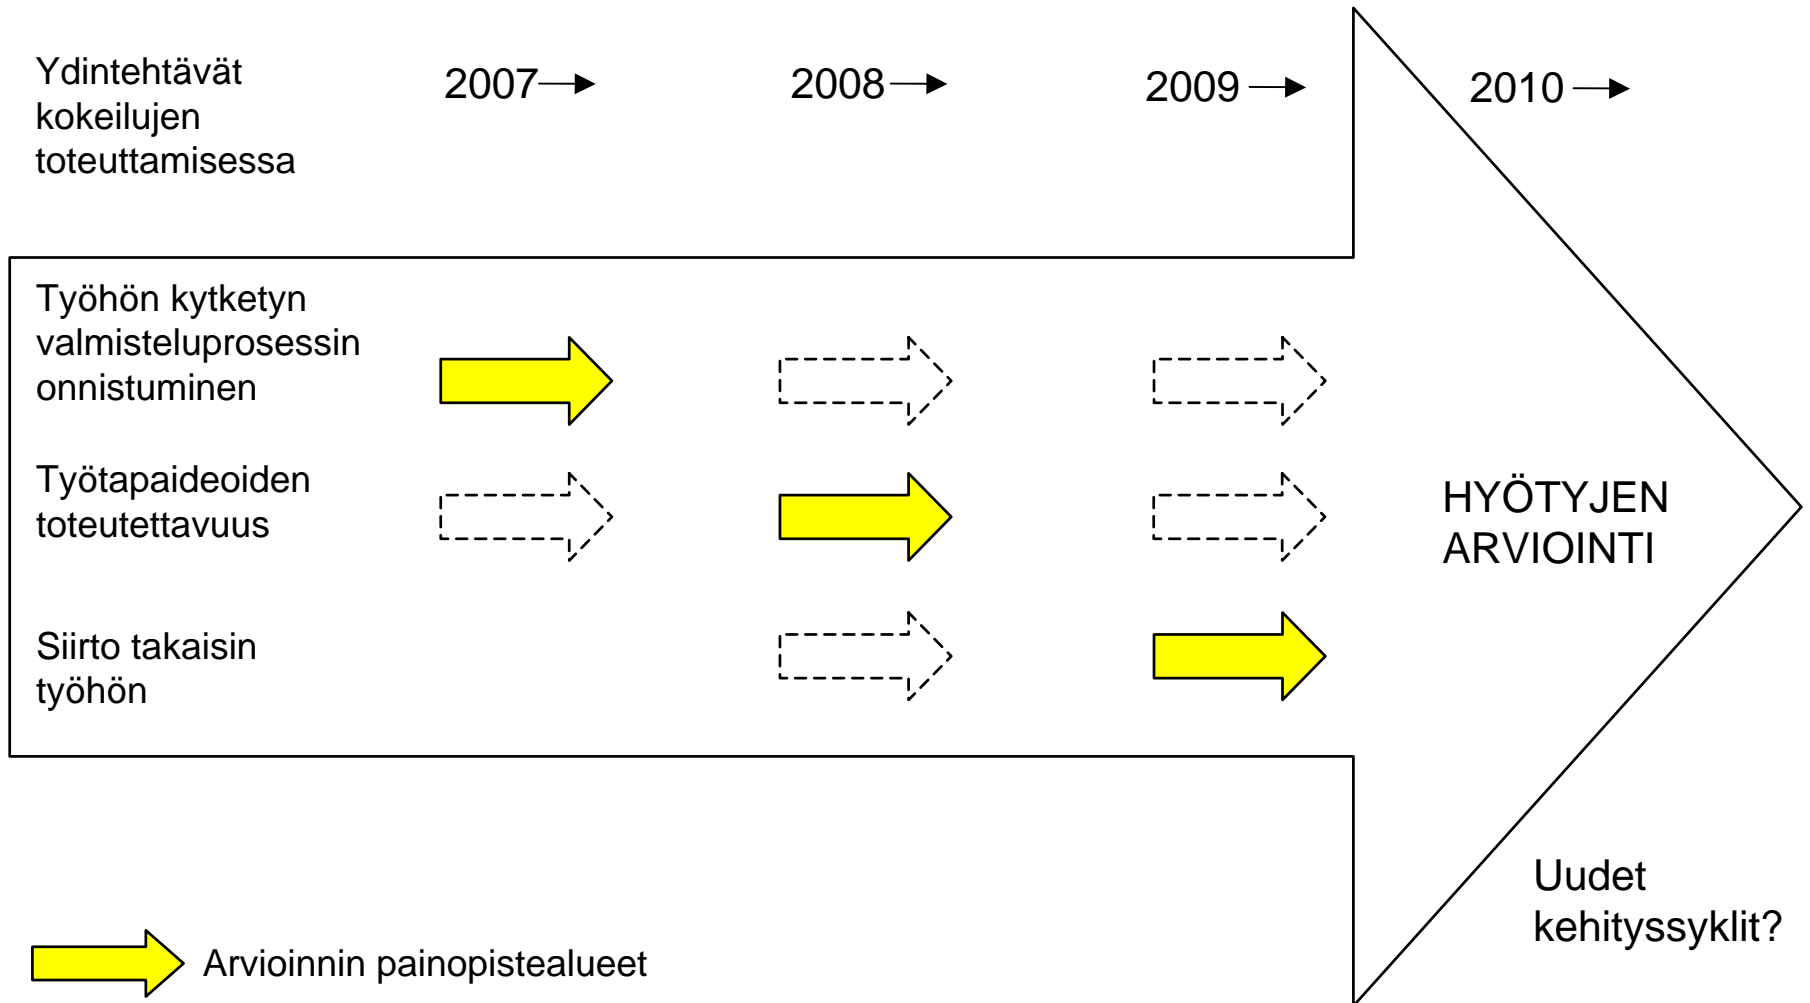 Ydintehtävät
kokeilujen
toteuttamisessa
2007
2008
2009
2010
Työhön kytketyn
valmisteluprosessin
onnistuminen
Työtapaideoiden
toteutettavuus
Siirto takaisin
työhön
HYÖTYJEN
ARVIOINTI
Uudet
kehityssyklit?
Arvioinnin painopistealueet